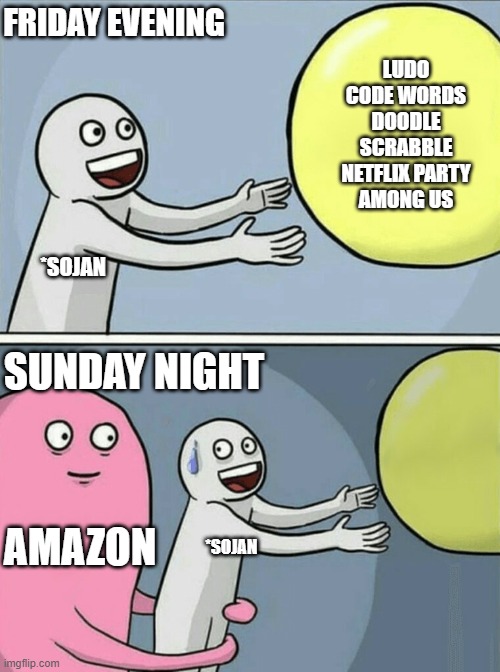 FRIDAY EVENING
LUDO
CODE WORDS
DOODLE
SCRABBLE
NETFLIX PARTY
AMONG US
*SOJAN
SUNDAY NIGHT
AMAZON
*SOJAN
imgflip.com